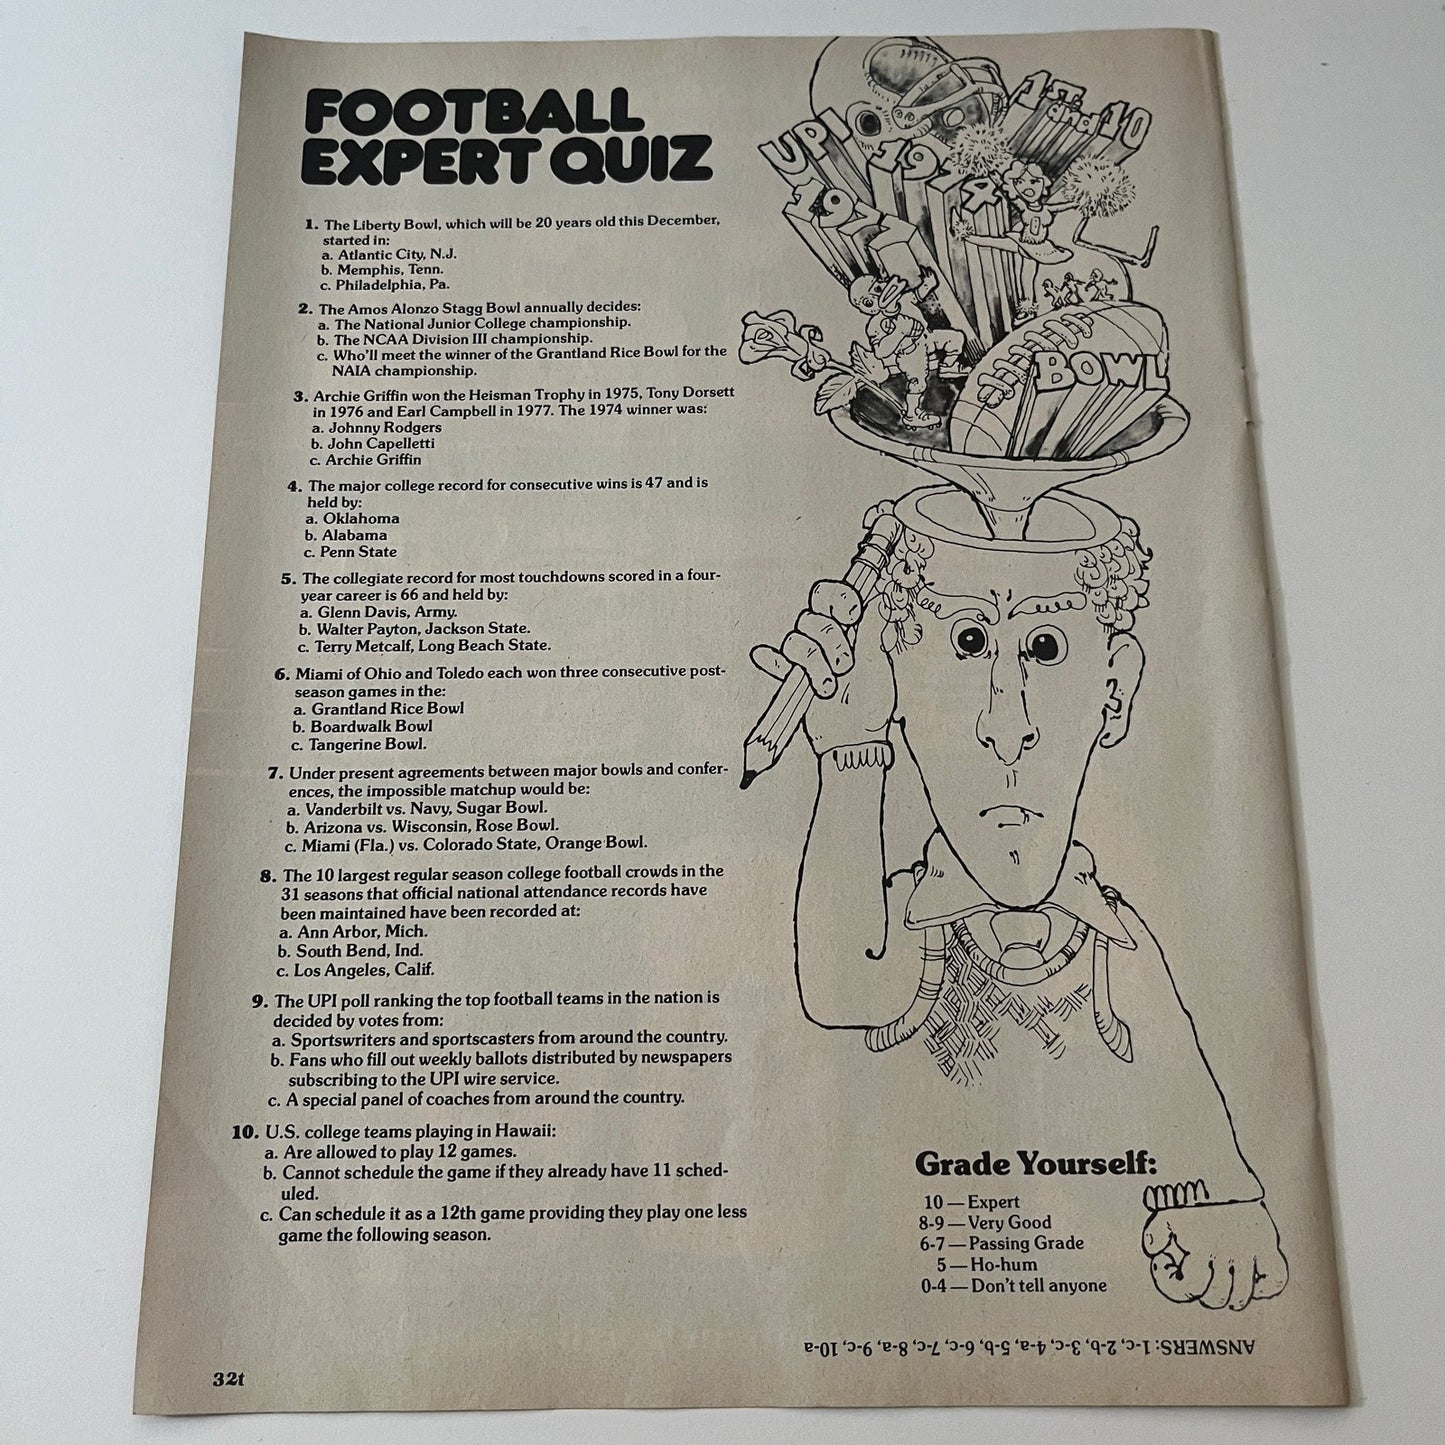 FOOTBALL
EXPERT QUIZ
1. The Liberty Bowl, which will be 20 years old this December,
started in:
a. Atlantic City, N.J.
b. Memphis, Tenn.
c. Philadelphia, Pa.
2. The Amos Alonzo Stagg Bowl annually decides:
a. The National Junior College championship.
b. The NCAA Division III championship.
c. Who'll meet the winner of the Grantland Rice Bowl for the
NAIA championship.
3. Archie Griffin won the Heisman Trophy in 1975, Tony Dorsett
in 1976 and Earl Campbell in 1977. The 1974 winner was:
a. Johnny Rodgers
b. John Capelletti
c. Archie Griffin
4. The major college record for consecutive wins is 47 and is
held by:
a. Oklahoma
b. Alabama
c. Penn State
5. The collegiate record for most touchdowns scored in a four-
year career is 66 and held by:
a. Glenn Davis, Army.
b. Walter Payton, Jackson State.
c. Terry Metcalf, Long Beach State.
6. Miami of Ohio and Toledo each won three consecutive post-
season games in the:
a. Grantland Rice Bowl
b. Boardwalk Bowl
c. Tangerine Bowl.
7. Under present agreements between major bowls and confer-
ences, the impossible matchup would be:
a. Vanderbilt vs. Navy, Sugar Bowl.
b. Arizona vs. Wisconsin, Rose Bowl.
c. Miami (Fla.) vs. Colorado State, Orange Bowl.
8. The 10 largest regular season college football crowds in the
31 seasons that official national attendance records have
been maintained have been recorded at:
a. Ann Arbor, Mich.
b. South Bend, Ind.
c. Los Angeles, Calif.
9. The UPI poll ranking the top football teams in the nation is
decided by votes from:
a. Sportswriters and sportscasters from around the country.
b. Fans who fill out weekly ballots distributed by newspapers
subscribing to the UPI wire service.
c. A special panel of coaches from around the country.
10. U.S. college teams playing in Hawaii:
a. Are allowed to play 12 games.
b. Cannot schedule the game if they already have 11 sched-
uled.
c. Can schedule it as a 12th game providing they play one less
game the following season.
UPI
1977
1974
1ST and 10
BOWL
Grade Yourself:
10 — Expert
8-9 — Very Good
6-7 — Passing Grade
5 — Ho-hum
0-4 — Don't tell anyone
ANSWERS: 1-c, 2-b, 3-c, 4-a, 5-b, 6-c, 7-c, 8-a, 9-c, 10-a
32t